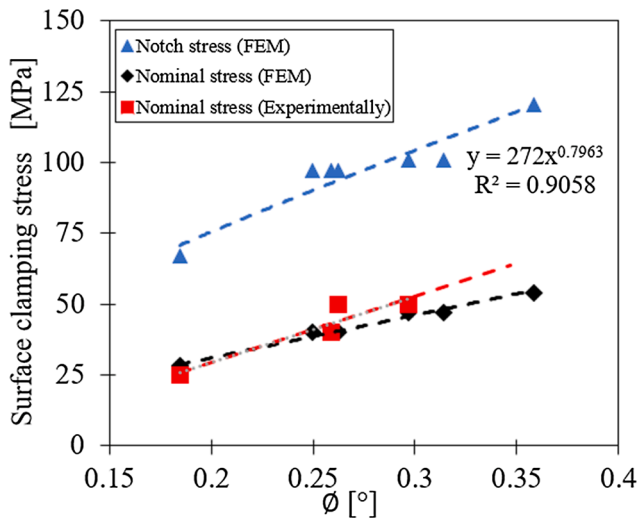 150
125
100
75
50
25
0
Surface clamping stress [MPa]
Notch stress (FEM)
Nominal stress (FEM)
Nominal stress (Experimentally)
y = 272x^0.7963
R² = 0.9058
0.15 0.2 0.25 0.3 0.35 0.4
Ø [°]